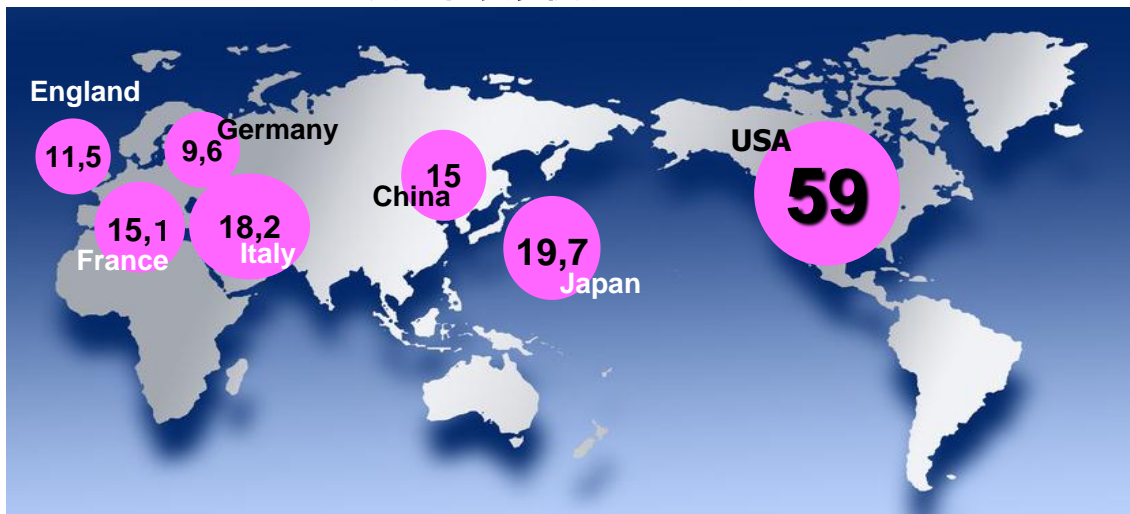 England
11,5
Germany
9,6
15,1
France
18,2
Italy
15
China
19,7
Japan
USA
59